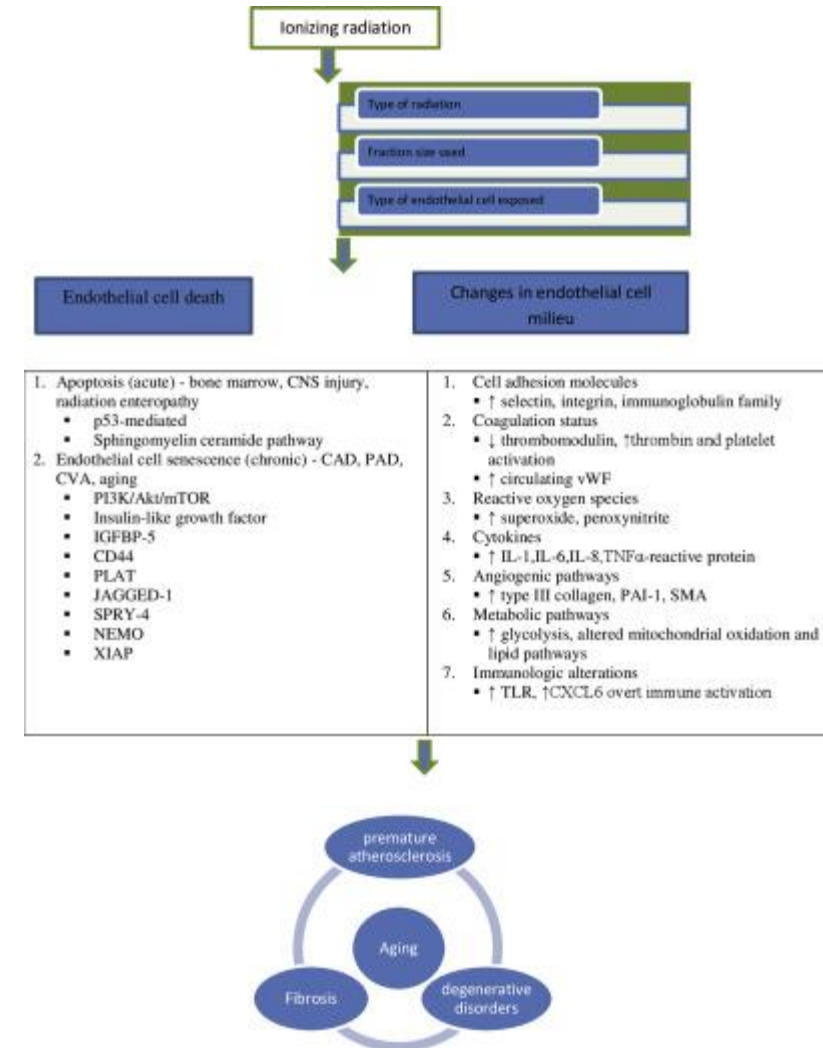 Ionizing radiation
Type of radiation
Fraction size used
Type of endothelial cell exposed
Endothelial cell death
Changes in endothelial cell
milieu
1. Apoptosis (acute) - bone marrow, CNS injury,
radiation enteropathy
▪ p53-mediated
▪ Sphingomyelin ceramide pathway
2. Endothelial cell senescence (chronic) - CAD, PAD,
CVA, aging
▪ PI3K/Akt/mTOR
▪ Insulin-like growth factor
▪ IGFBP-5
▪ CD44
▪ PLAT
▪ JAGGED-1
▪ SPRY-4
▪ NEMO
▪ XIAP
1. Cell adhesion molecules
▪ ↑ selectin, integrin, immunoglobulin family
2. Coagulation status
▪ ↓ thrombomodulin, ↑thrombin and platelet
activation
▪ ↑ circulating vWF
3. Reactive oxygen species
▪ ↑ superoxide, peroxynitrite
4. Cytokines
▪ ↑ IL-1,IL-6,IL-8,TNFα-reactive protein
5. Angiogenic pathways
▪ ↑ type III collagen, PAI-1, SMA
6. Metabolic pathways
▪ ↑ glycolysis, altered mitochondrial oxidation and
lipid pathways
7. Immunologic alterations
▪ ↑ TLR, ↑CXCL6 overt immune activation
premature
atherosclerosis
Aging
Fibrosis
degenerative
disorders